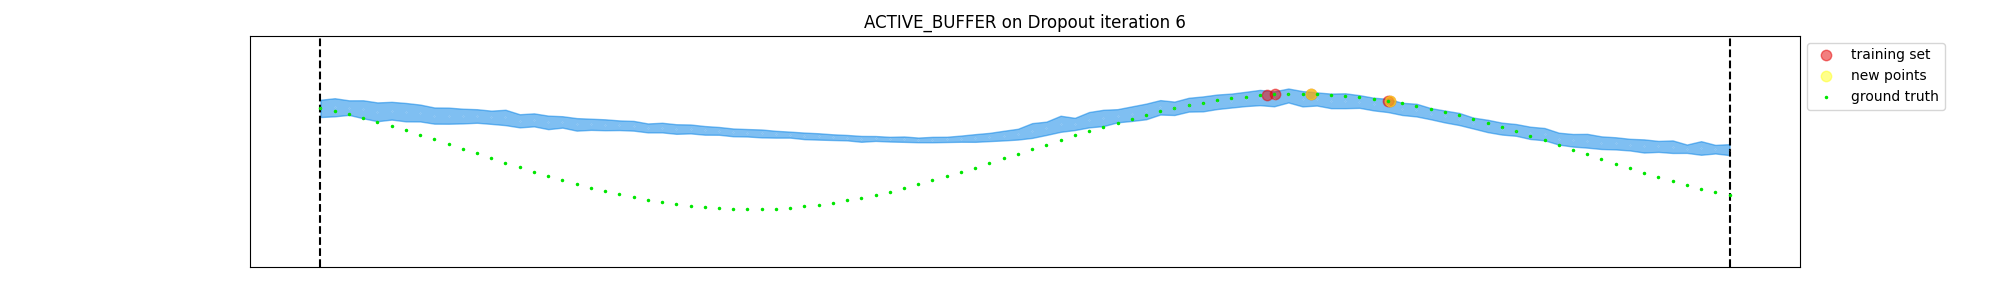 ACTIVE_BUFFER on Dropout iteration 6
training set
new points
ground truth